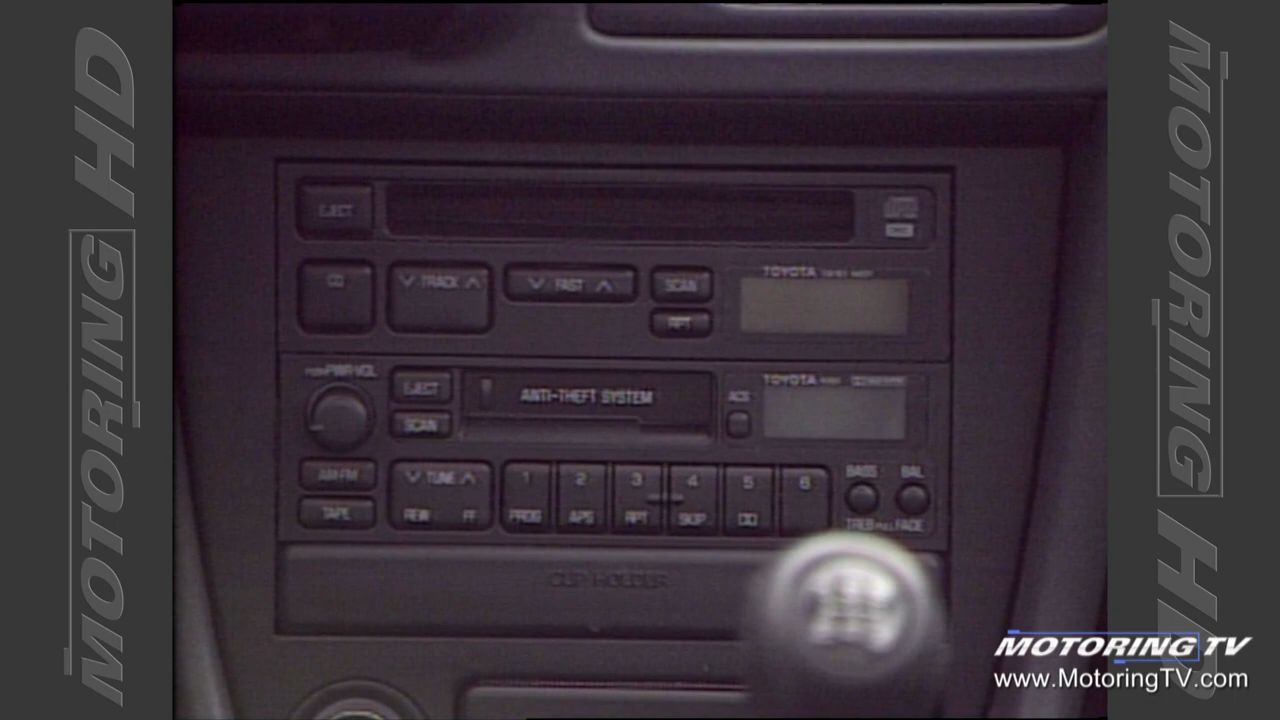 MOTORING HD
MOTORING HD
EJECT
CD
TRACK
FAST
SCAN
RPT
TOYOTA
PWR·VOL
EJECT
SCAN
ANTI-THEFT SYSTEM
ADS
TOYOTA
AM·FM
TAPE
TUNE
REW FF
1 2 3 4 5 6
PROG APS RPT SKIP
BASS BAL
TREB FADE
CUP HOLDER
MOTORING TV
www.MotoringTV.com